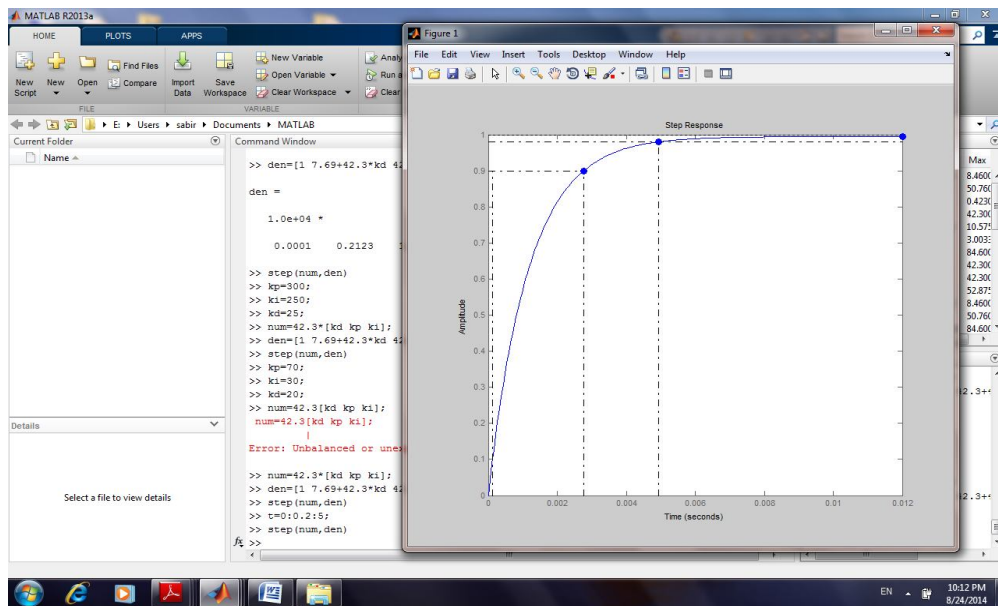 MATLAB R2013a
HOME PLOTS APPS
New Script
New
Open
Find Files
Compare
Import Data
Save Workspace
New Variable
Open Variable
Clear Workspace
FILE
VARIABLE
E: Users sabir Documents MATLAB
Current Folder
Name
Details
Select a file to view details
Command Window
>> den=[1 7.69+42.3*kd 42
den =
1.0e+04 *
0.0001 0.2123
>> step(num,den)
>> kp=300;
>> ki=250;
>> kd=25;
>> num=42.3*[kd kp ki];
>> den=[1 7.69+42.3*kd 42
>> step(num,den)
>> kp=70;
>> ki=30;
>> kd=20;
>> num=42.3[kd kp ki];
num=42.3[kd kp ki];
|
Error: Unbalanced or unex
>> num=42.3*[kd kp ki];
>> den=[1 7.69+42.3*kd 42
>> step(num,den)
>> t=0:0.2:5;
>> step(num,den)
fx >>
Figure 1
File Edit View Insert Tools Desktop Window Help
Step Response
1
0.9
0.8
0.7
0.6
0.5
0.4
0.3
0.2
0.1
0
Amplitude
0 0.002 0.004 0.006 0.008 0.01 0.012
Time (seconds)
Max
8.4600
50.760
0.4230
42.300
10.575
3.0033
84.600
42.300
42.300
52.875
8.4600
50.760
84.600
EN
10:12 PM
8/24/2014